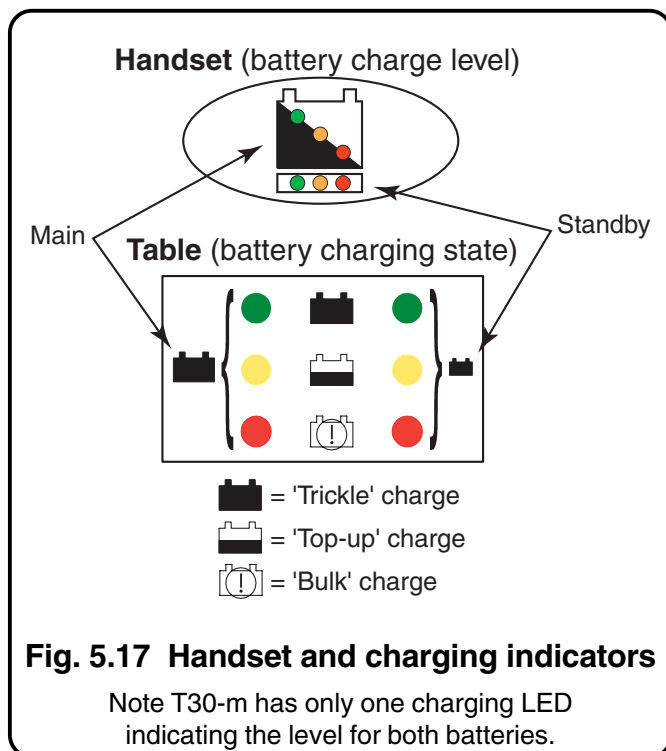 Handset (battery charge level)
Main
Standby
Table (battery charging state)
= 'Trickle' charge
= 'Top-up' charge
= 'Bulk' charge
Fig. 5.17 Handset and charging indicators
Note T30-m has only one charging LED
indicating the level for both batteries.